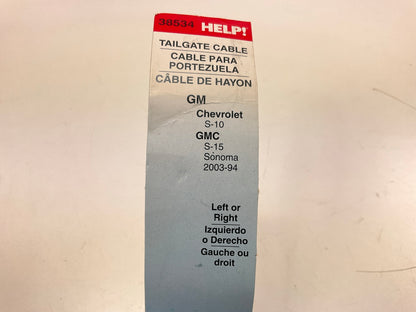 38534 HELP!
TAILGATE CABLE
CABLE PARA
PORTEZUELA
CÂBLE DE HAYON
GM
Chevrolet
S-10
GMC
S-15
Sonoma
2003-94
Left or
Right
Izquierdo
o Derecho
Gauche ou
droit